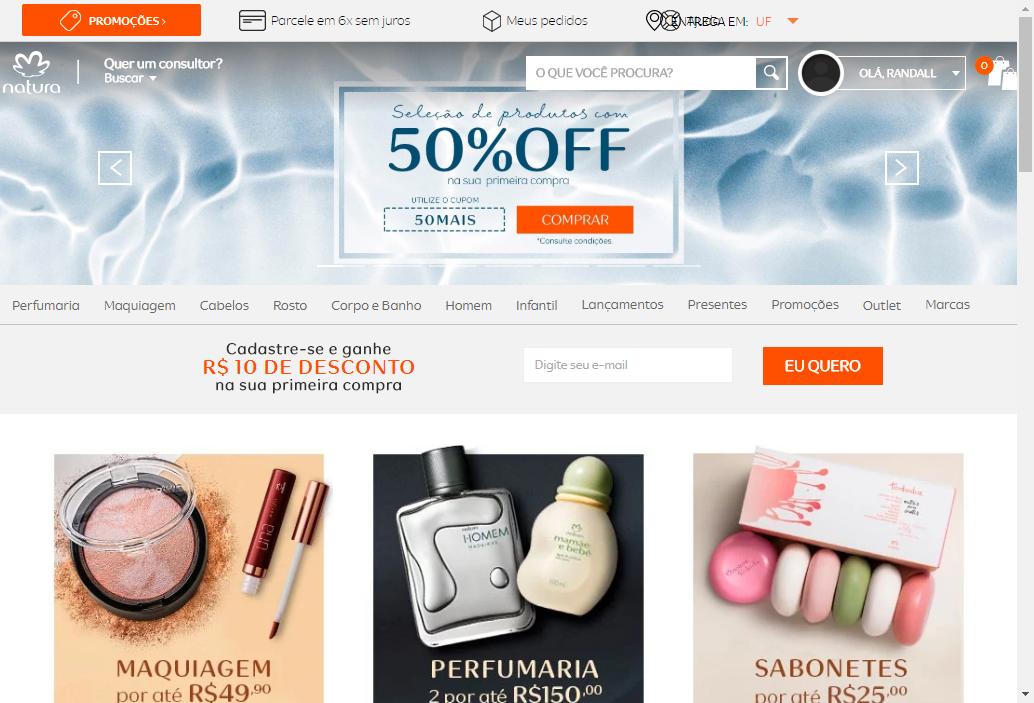 PROMOÇÕES ›
Parcele em 6x sem juros
Meus pedidos
ENTREGA EM: UF
natura
Quer um consultor?
Buscar
O QUE VOCÊ PROCURA?
OLÁ, RANDALL
0
Seleção de produtos com
50%OFF
na sua primeira compra
UTILIZE O CUPOM
50MAIS
COMPRAR
*Consulte condições.
Perfumaria Maquiagem Cabelos Rosto Corpo e Banho Homem Infantil Lançamentos Presentes Promoções Outlet Marcas
Cadastre-se e ganhe
R$ 10 DE DESCONTO
na sua primeira compra
Digite seu e-mail
EU QUERO
una
HOMEM
mamãe
e bebê
MAQUIAGEM
por até R$49,90
PERFUMARIA
2 por até R$150,00
SABONETES
por até R$25,00